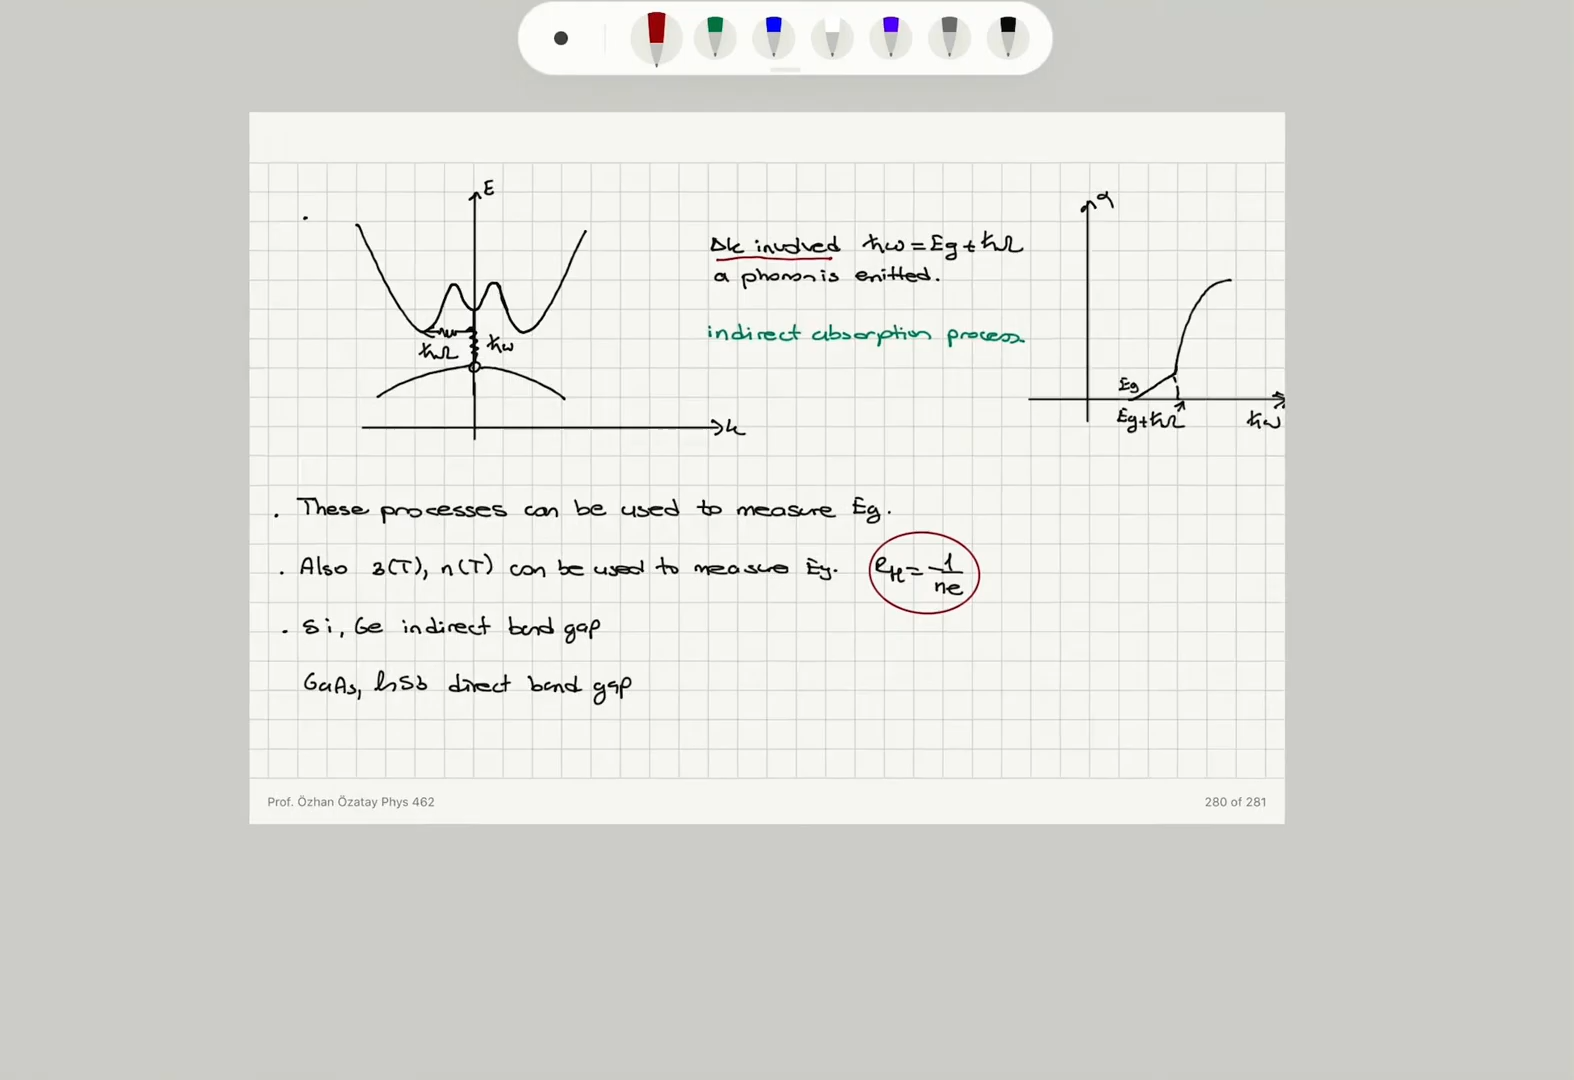 E
Δk involved ħω = Eg + ħΩ
a phonon is emitted.
indirect absorption process
ħΩ ħω
k
α
Eg
Eg+ħΩ ħω
. These processes can be used to measure Eg.
. Also 3(T), n(T) can be used to measure Eg. RH = -1/ne
. Si, Ge indirect band gap
GaAs, InSb direct band gap
Prof. Özhan Özatay Phys 462 280 of 281